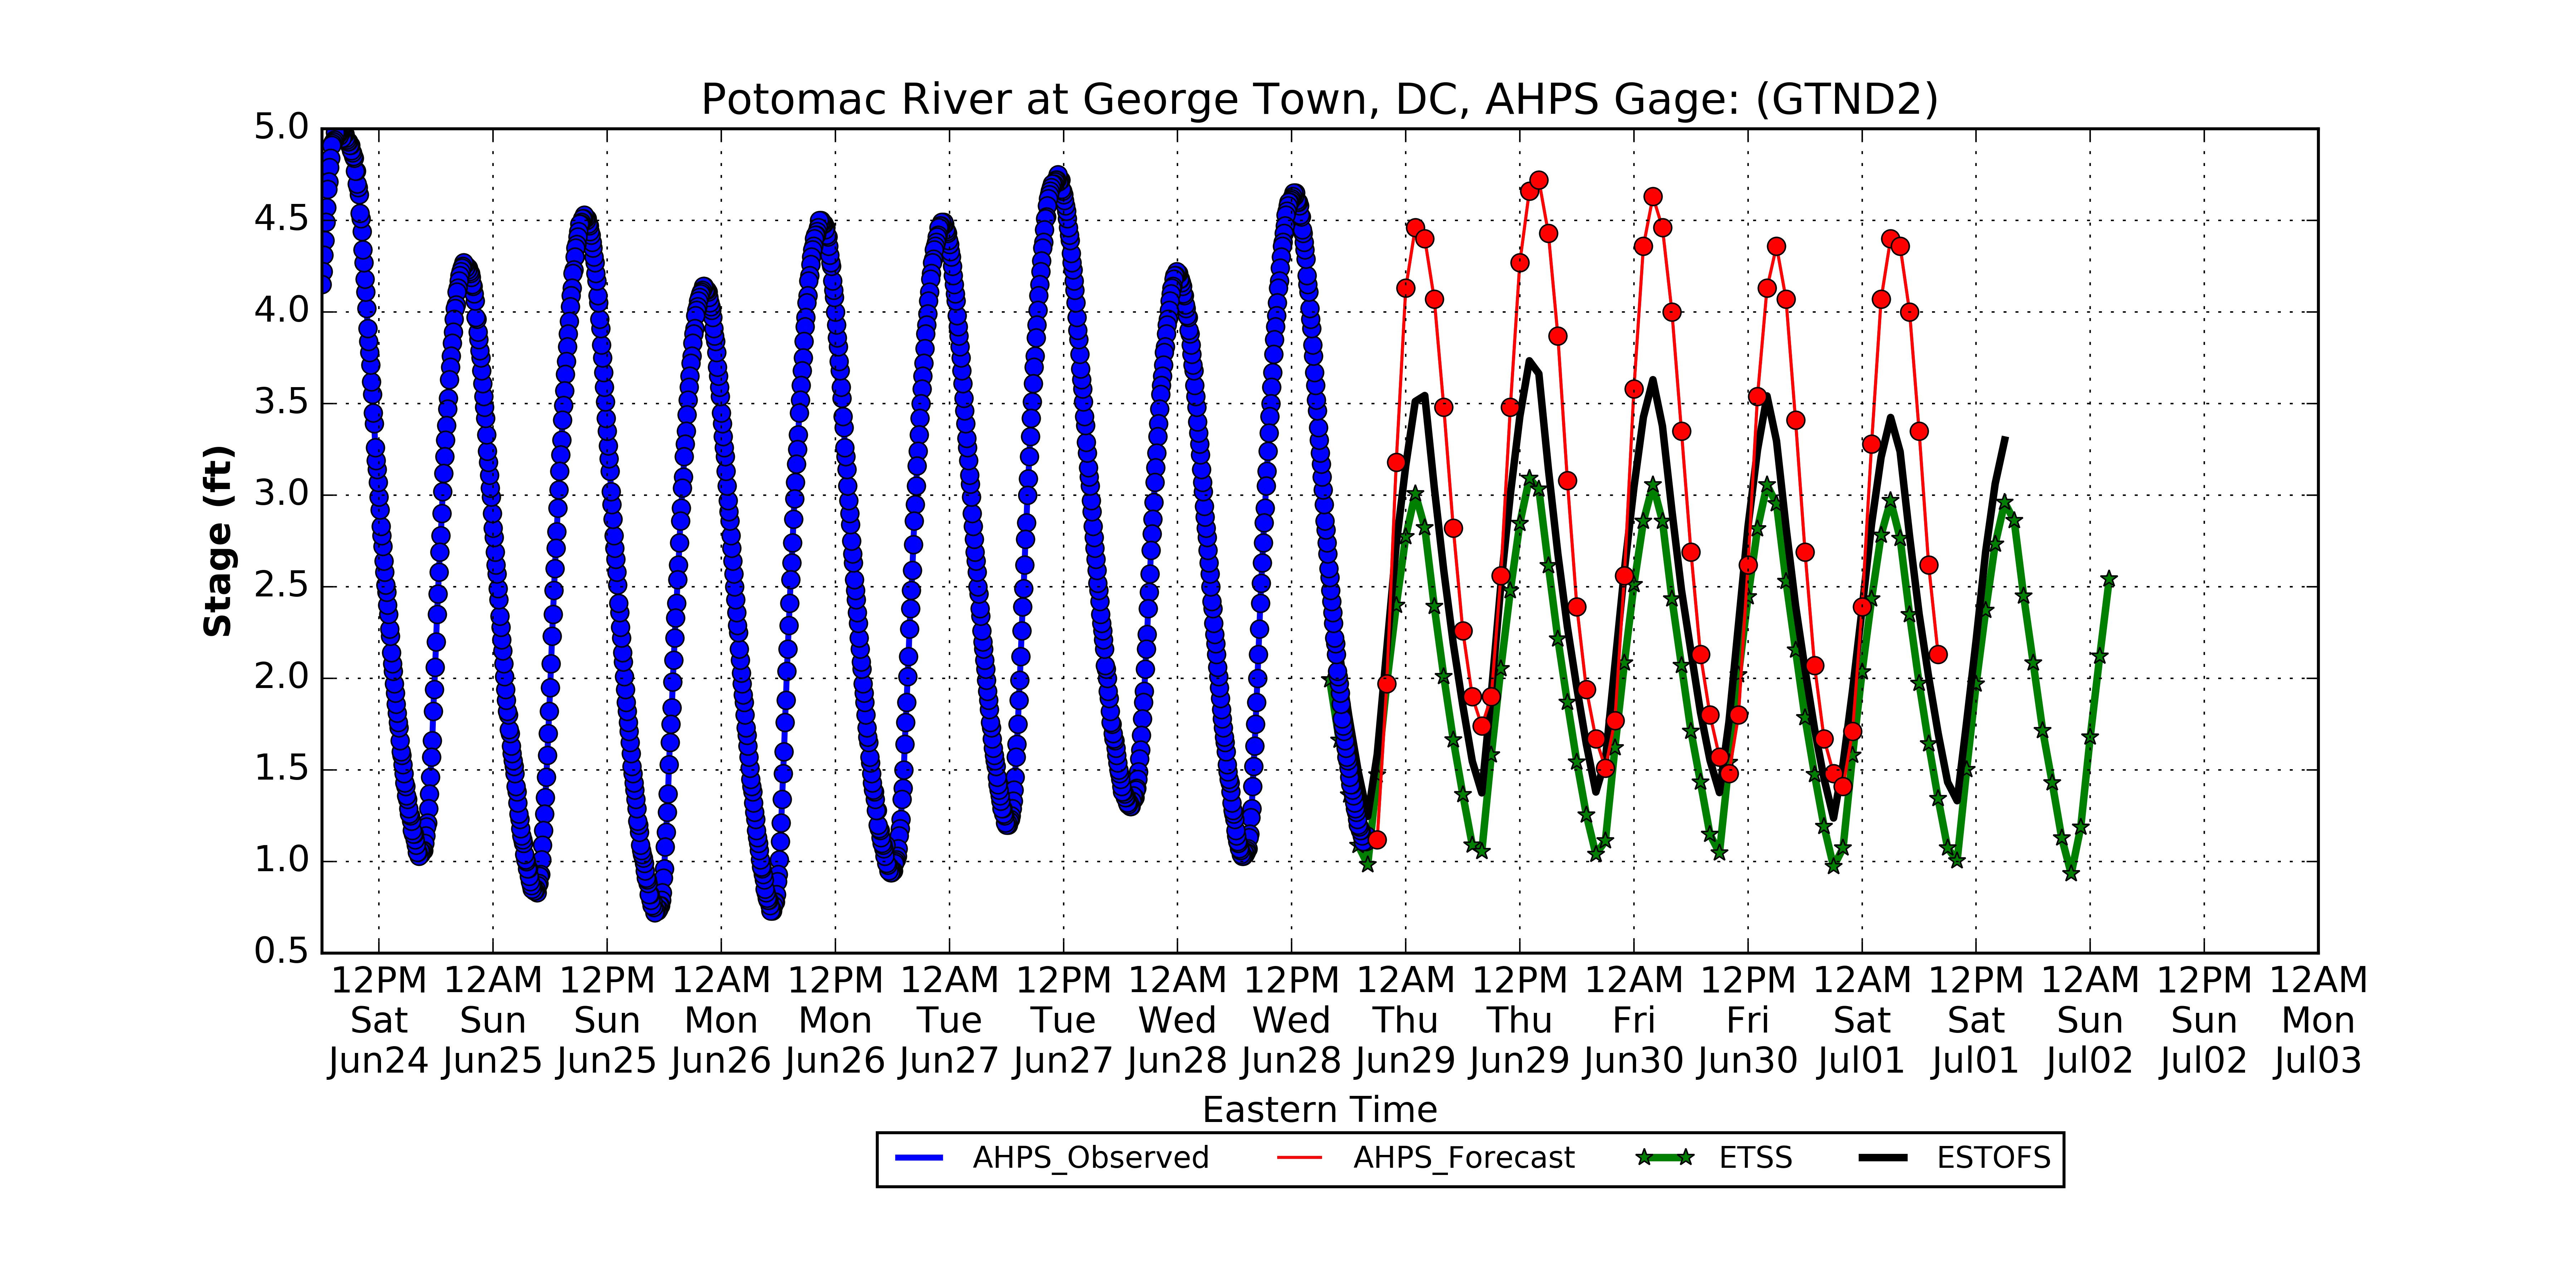 Potomac River at George Town, DC, AHPS Gage: (GTND2)
5.0
4.5
4.0
3.5
3.0
2.5
2.0
1.5
1.0
0.5
Stage (ft)
12PM 12AM 12PM 12AM 12PM 12AM 12PM 12AM 12PM 12AM 12PM 12AM 12PM 12AM 12PM 12AM 12PM 12AM
Sat Sun Sun Mon Mon Tue Tue Wed Wed Thu Thu Fri Fri Sat Sat Sun Sun Mon
Jun24 Jun25 Jun25 Jun26 Jun26 Jun27 Jun27 Jun28 Jun28 Jun29 Jun29 Jun30 Jun30 Jul01 Jul01 Jul02 Jul02 Jul03
Eastern Time
AHPS_Observed AHPS_Forecast ETSS ESTOFS